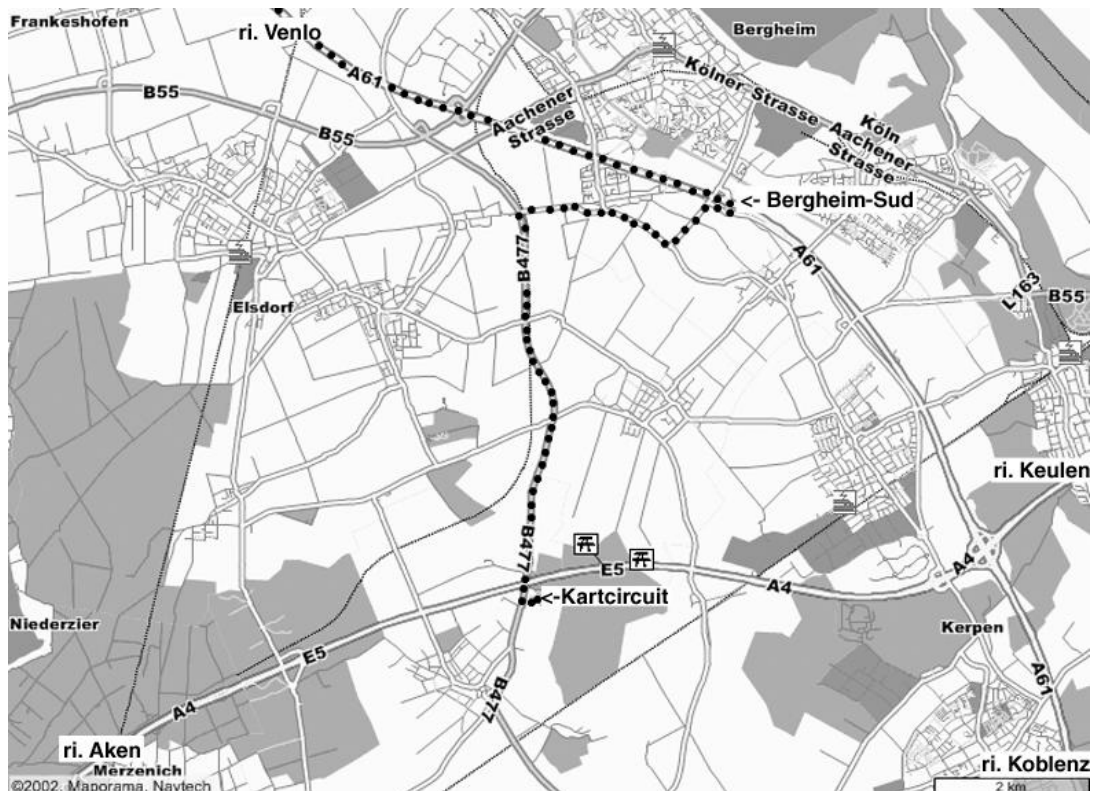 Frankeshofen
ri. Venlo
Bergheim
A61
B55
Kölner Strasse
Aachener
Strasse
B55
Köln
Aachener
Strasse
<- Bergheim-Sud
B477
A61
L163
B55
Elsdorf
ri. Keulen
B477
E5
A4
A4
<-Kartcircuit
Niederzier
Kerpen
E5
A61
B477
A4
ri. Aken
Merzenich
ri. Koblenz
©2002, Maporama, Navtech
2 km